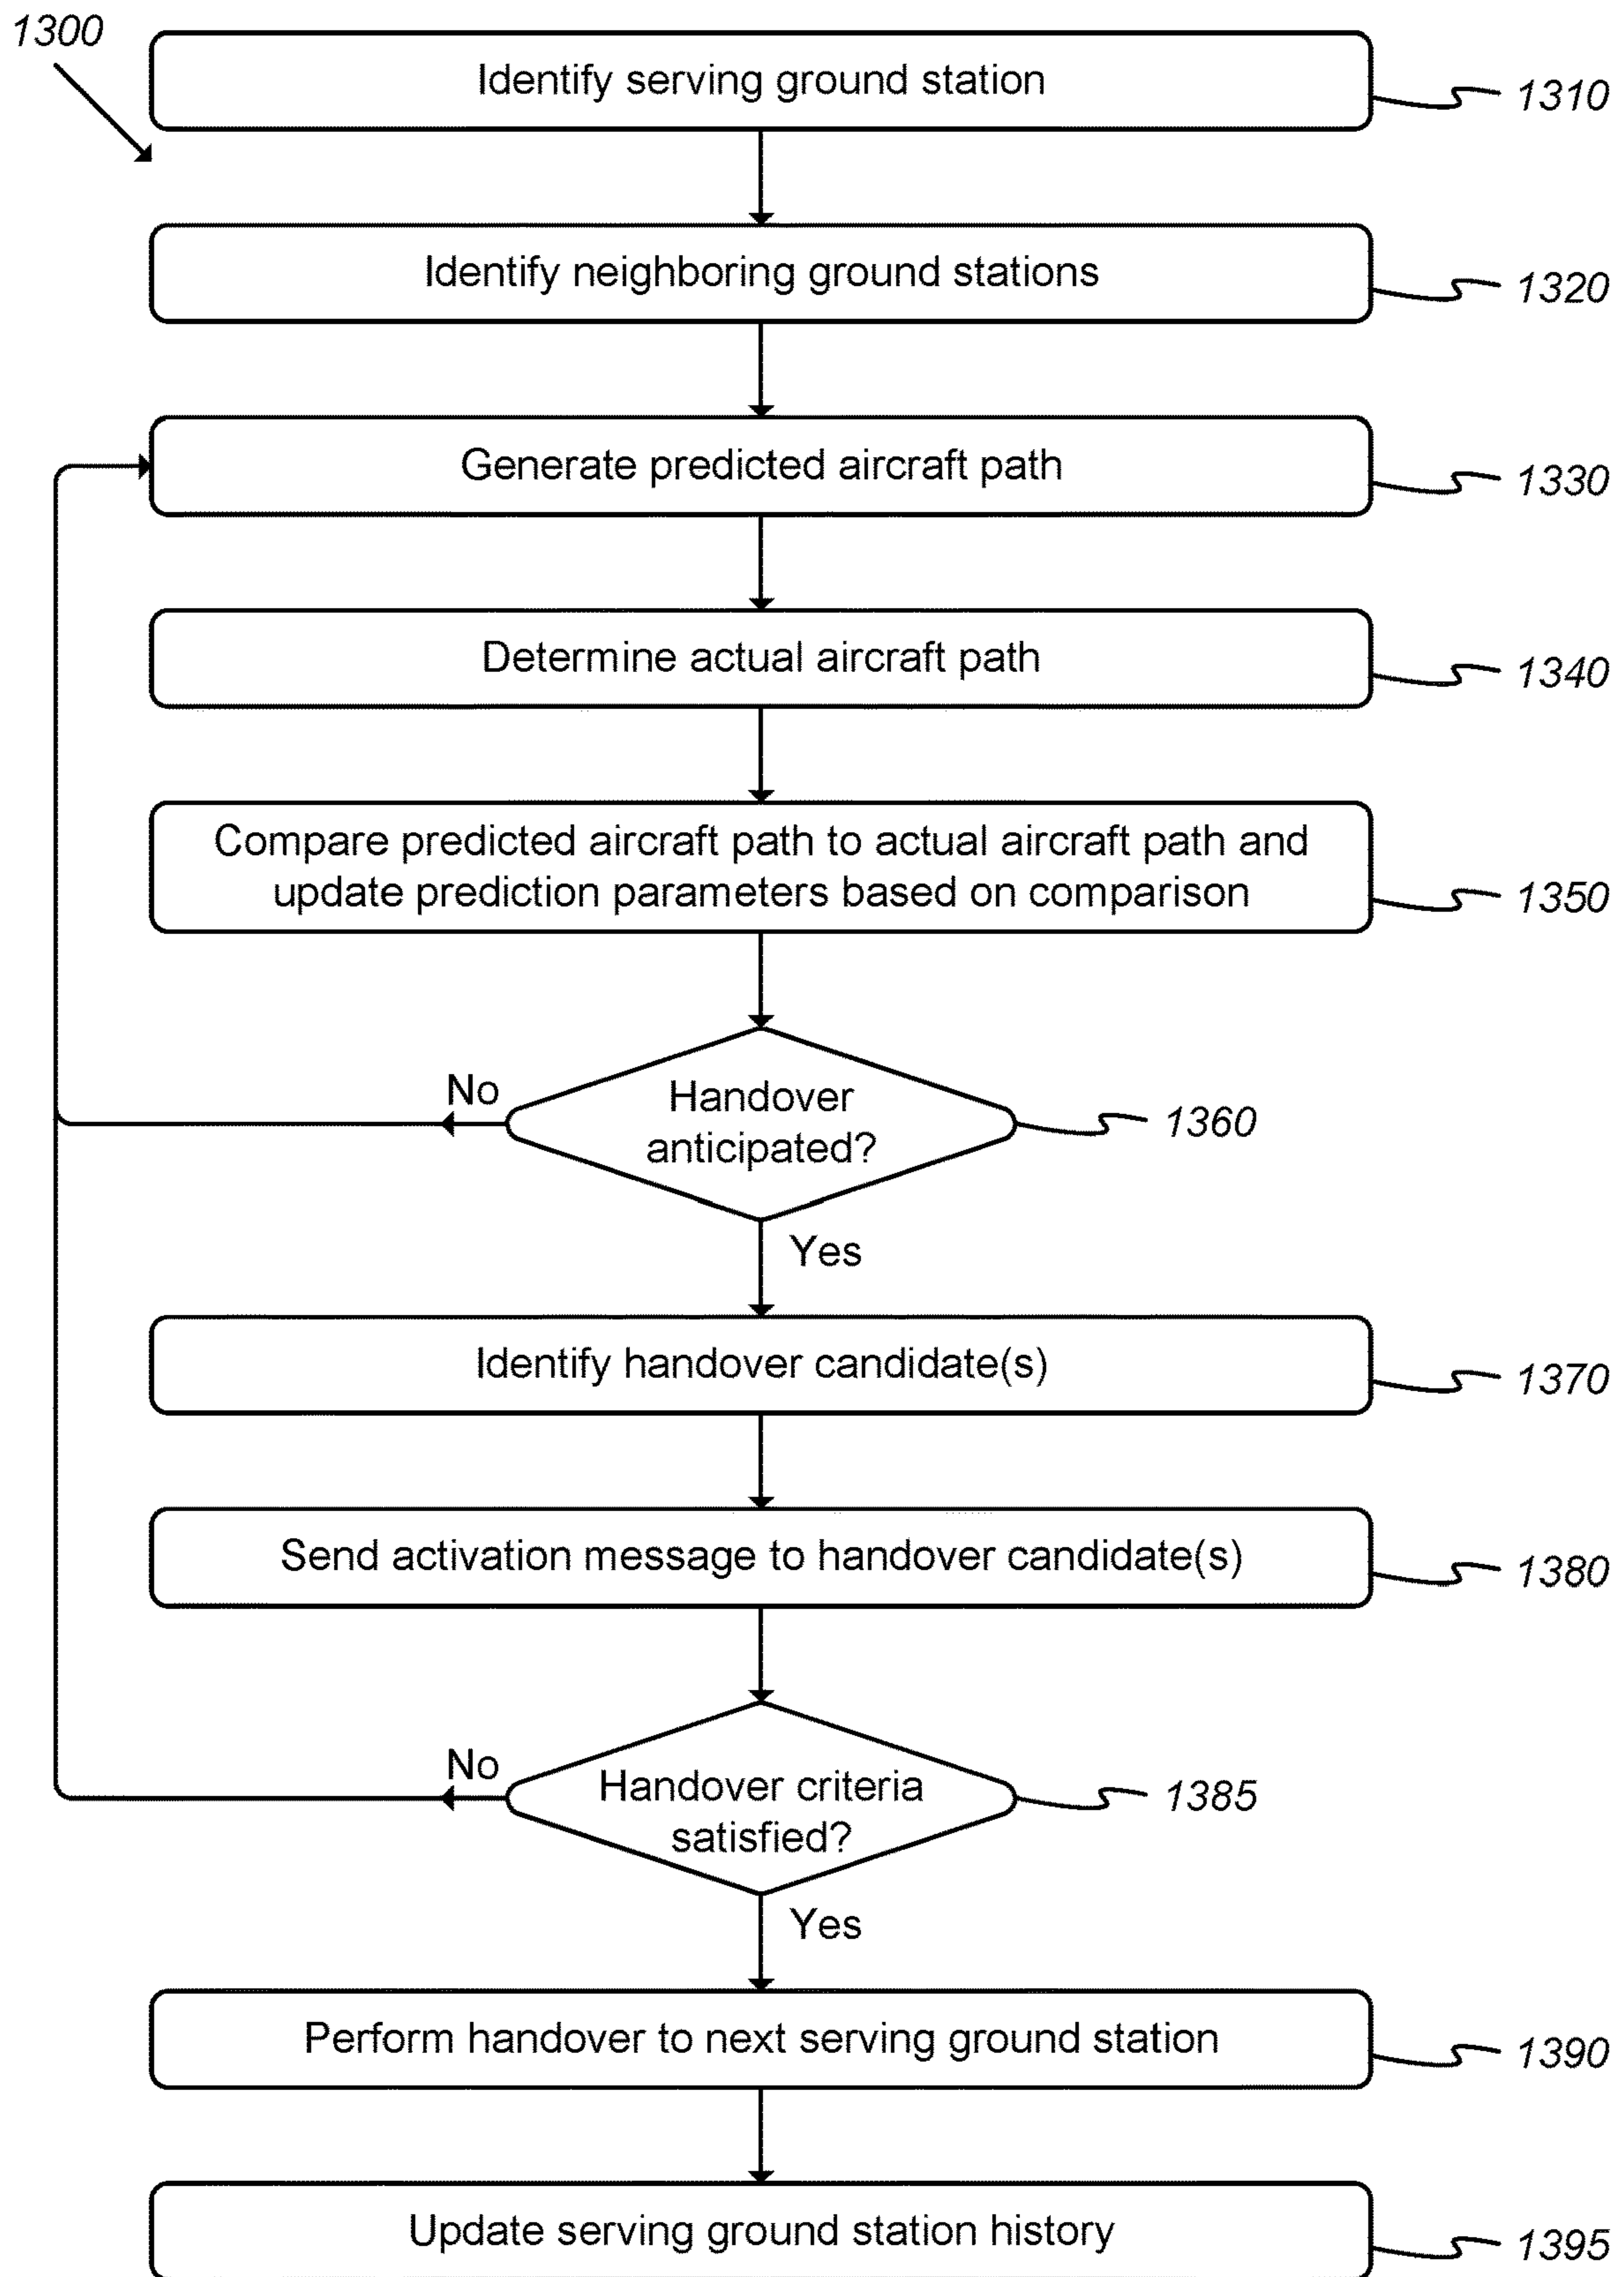 1300
Identify serving ground station
1310
Identify neighboring ground stations
1320
Generate predicted aircraft path
1330
Determine actual aircraft path
1340
Compare predicted aircraft path to actual aircraft path and
update prediction parameters based on comparison
1350
No
Handover
anticipated?
1360
Yes
Identify handover candidate(s)
1370
Send activation message to handover candidate(s)
1380
No
Handover criteria
satisfied?
1385
Yes
Perform handover to next serving ground station
1390
Update serving ground station history
1395